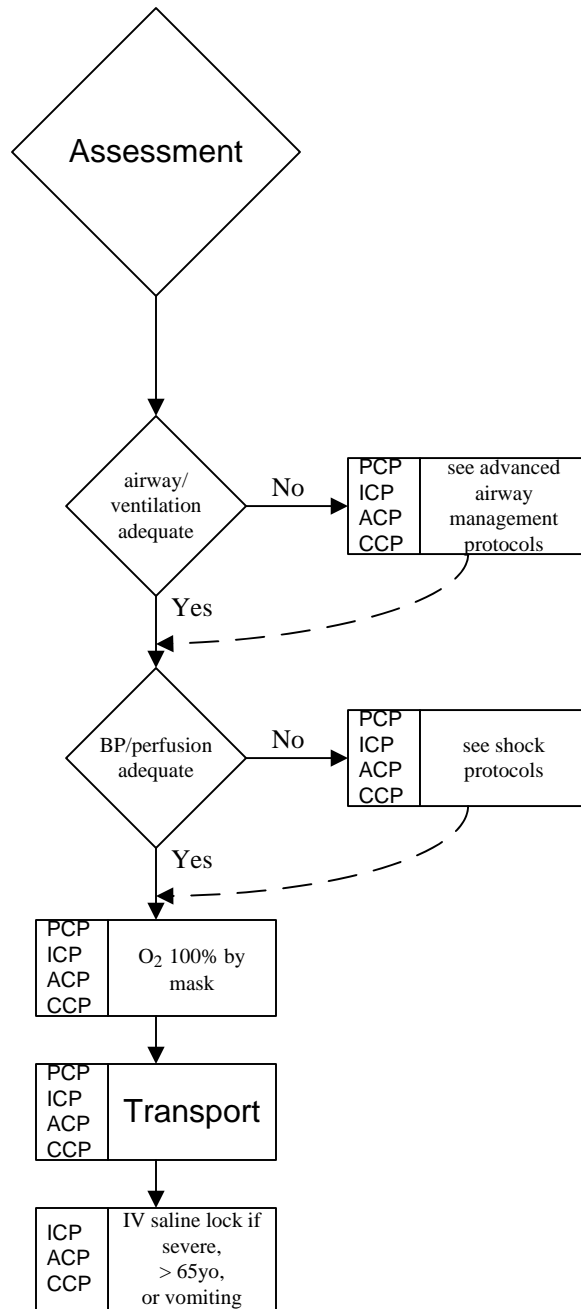 Assessment
airway/
ventilation
adequate
No
PCP
ICP
ACP
CCP
see advanced
airway
management
protocols
Yes
BP/perfusion
adequate
No
PCP
ICP
ACP
CCP
see shock
protocols
Yes
PCP
ICP
ACP
CCP
O₂ 100% by
mask
PCP
ICP
ACP
CCP
Transport
ICP
ACP
CCP
IV saline lock if
severe,
> 65yo,
or vomiting